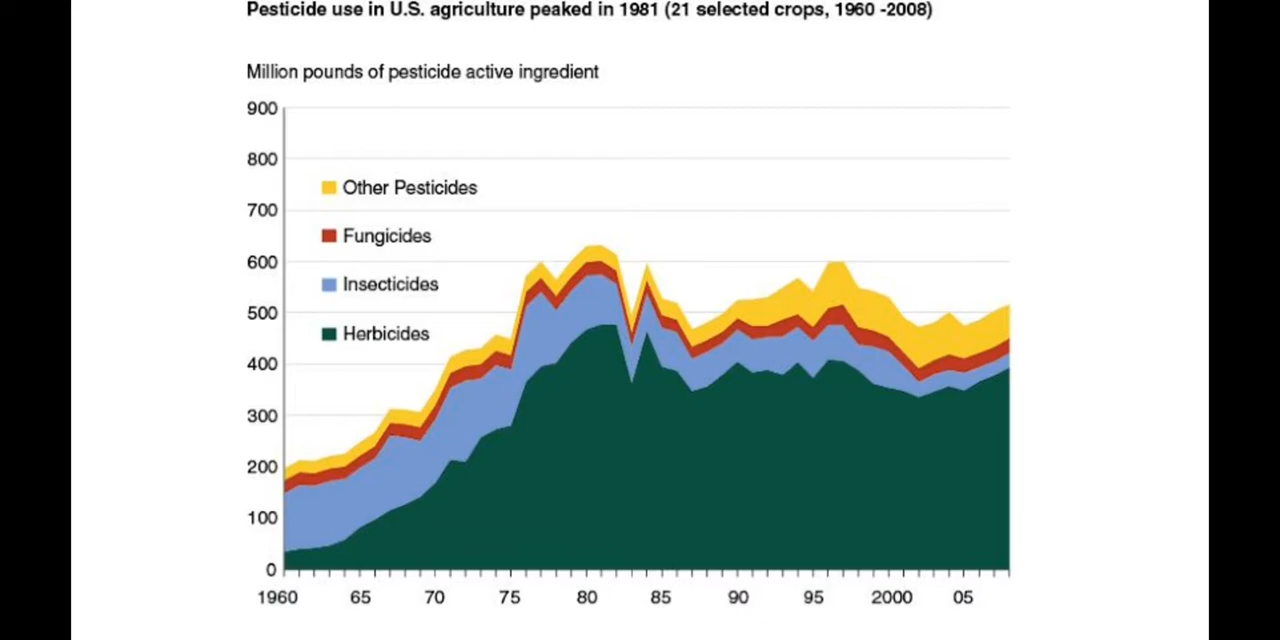 Pesticide use in U.S. agriculture peaked in 1981 (21 selected crops, 1960 -2008)
Million pounds of pesticide active ingredient
900
800
700
600
500
400
300
200
100
0
Other Pesticides
Fungicides
Insecticides
Herbicides
1960 65 70 75 80 85 90 95 2000 05